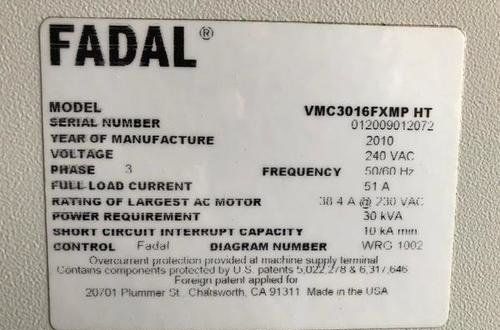 FADAL®
MODEL VMC3016FXMP HT
SERIAL NUMBER 012009012072
YEAR OF MANUFACTURE 2010
VOLTAGE 240 VAC
PHASE 3 FREQUENCY 50/60 Hz
FULL LOAD CURRENT 51 A
RATING OF LARGEST AC MOTOR 38.4 A @ 230 VAC
POWER REQUIREMENT 30 kVA
SHORT CIRCUIT INTERRUPT CAPACITY 10 kA min
CONTROL Fadal DIAGRAM NUMBER WRG 1002
Overcurrent protection provided at machine supply terminal
Contains components protected by U.S. patents 5,022,278 & 6,317,646
Foreign patent applied for
20701 Plummer St., Chatsworth, CA 91311 Made in the USA